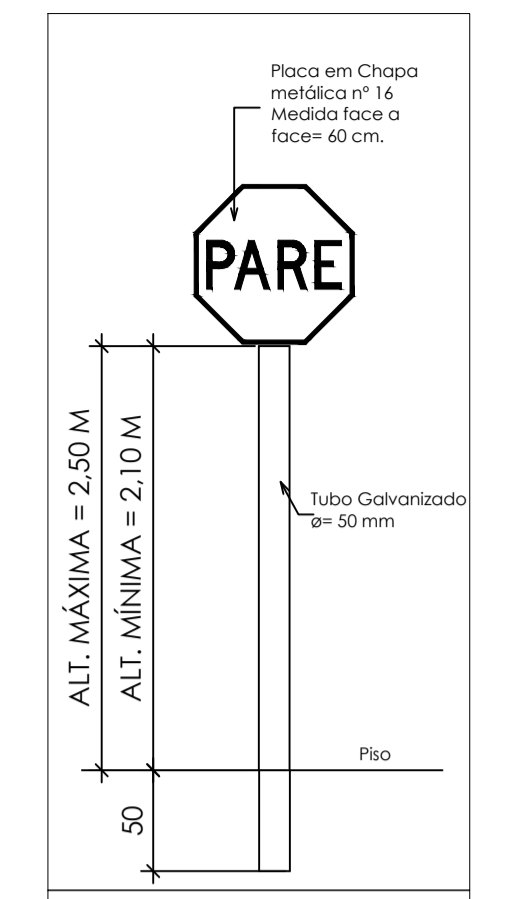 Placa em Chapa
metálica nº 16
Medida face a
face= 60 cm.
PARE
ALT. MÁXIMA = 2,50 M
ALT. MÍNIMA = 2,10 M
Tubo Galvanizado
ø= 50 mm
Piso
50